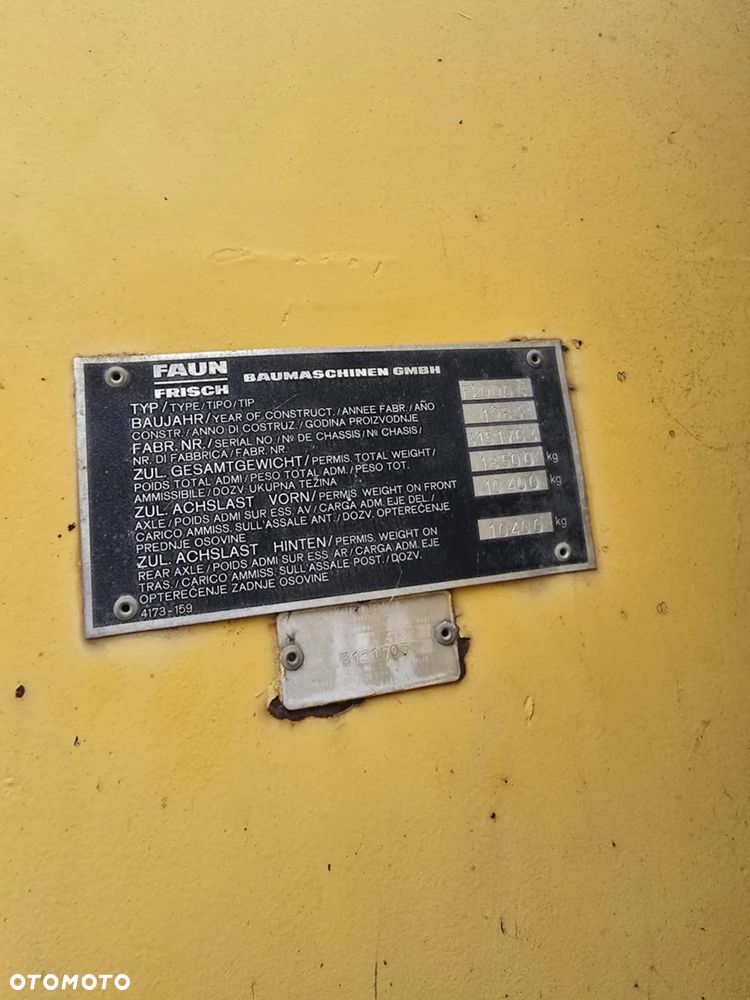 FAUN
FRISCH BAUMASCHINEN GMBH
TYP/TYPE/TIPO/TIP
BAUJAHR/YEAR OF CONSTRUCT./ANNEE FABR./AÑO
CONSTR./ANNO DI COSTRUZ./GODINA PROIZVODNJE
FABR. NR./SERIAL NO/Nº DE CHASSIS/Nº CHASIS/ 3151703
NR. DI FABBRICA/FABR. NR.
ZUL. GESAMTGEWICHT/PERMIS. TOTAL WEIGHT/ kg
POIDS TOTAL ADMI/PESO TOTAL ADM./PESO TOT.
AMMISSIBILE/DOZV. UKUPNA TEŽINA
ZUL. ACHSLAST VORN/PERMIS WEIGHT ON FRONT 10400 kg
AXLE/POIDS ADMI SUR ESS. AV/CARGA ADM. EJE DEL./
CARICO AMMISS. SULL'ASSALE ANT./DOZV. OPTEREĆENJE
PREDNJE OSOVINE
ZUL. ACHSLAST HINTEN/PERMIS. WEIGHT ON 10400 kg
REAR AXLE/POIDS ADMI SUR ESS. AR/CARGA ADM. EJE
TRAS./CARICO AMMISS. SULL'ASSALE POST./DOZV.
OPTEREĆENJE ZADNJE OSOVINE
4173-159
3151703
OTOMOTO